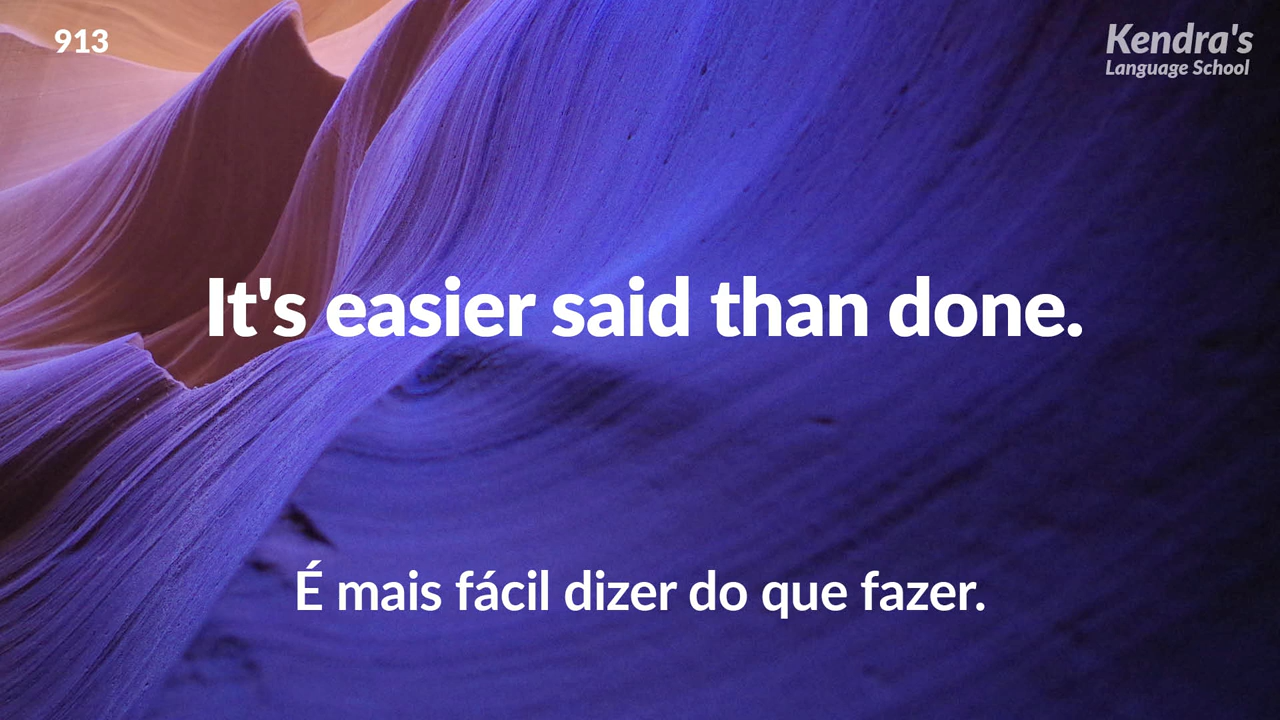 913
Kendra's
Language School
It's easier said than done.
É mais fácil dizer do que fazer.